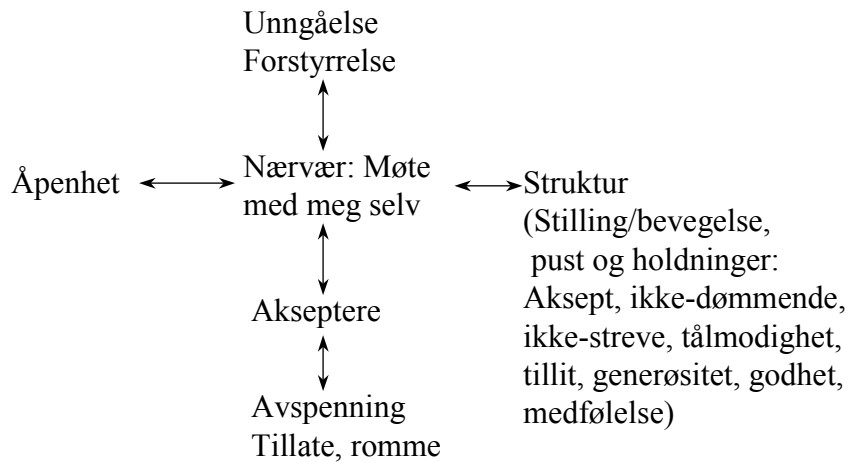 Unngåelse
Forstyrrelse
Åpenhet
Nærvær: Møte
med meg selv
Struktur
(Stilling/bevegelse,
pust og holdninger:
Aksept, ikke-dømmende,
ikke-streve, tålmodighet,
tillit, generøsitet, godhet,
medfølelse)
Akseptere
Avspenning
Tillate, romme